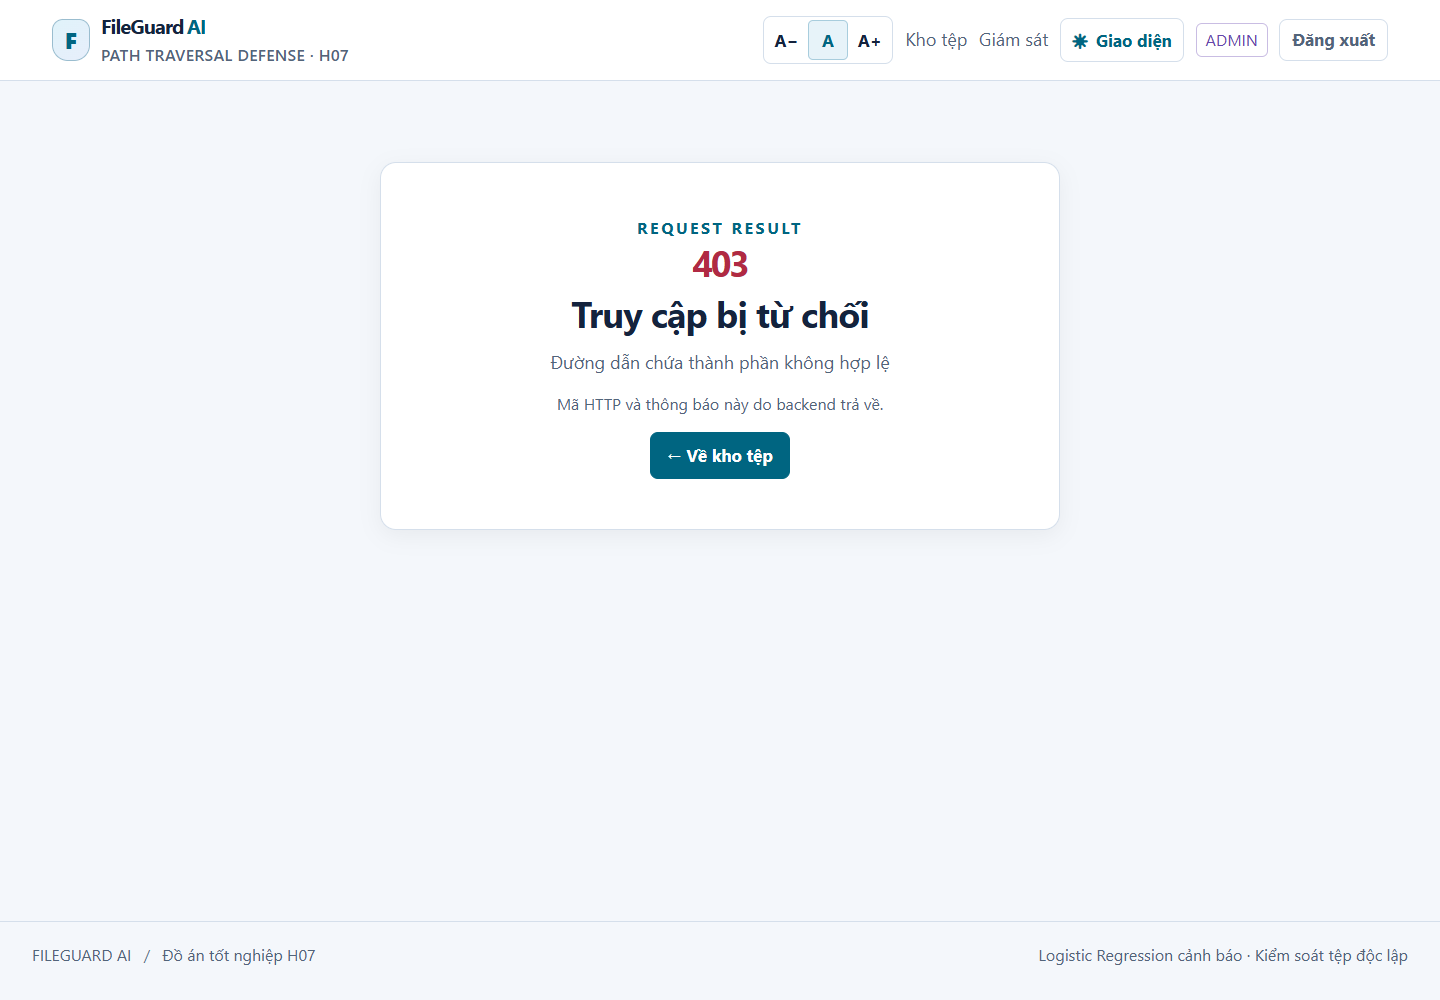 F
FileGuard AI
PATH TRAVERSAL DEFENSE · H07
A− A A+ Kho tệp Giám sát Giao diện ADMIN Đăng xuất
REQUEST RESULT
403
Truy cập bị từ chối
Đường dẫn chứa thành phần không hợp lệ
Mã HTTP và thông báo này do backend trả về.
← Về kho tệp
FILEGUARD AI / Đồ án tốt nghiệp H07
Logistic Regression cảnh báo · Kiểm soát tệp độc lập